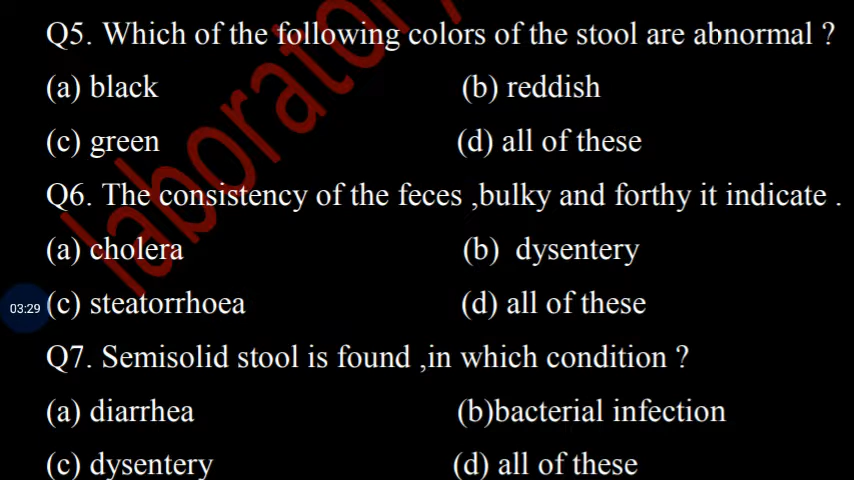 Q5. Which of the following colors of the stool are abnormal ?
(a) black (b) reddish
(c) green (d) all of these
Q6. The consistency of the feces ,bulky and forthy it indicate .
(a) cholera (b) dysentery
03:29 (c) steatorrhoea (d) all of these
Q7. Semisolid stool is found ,in which condition ?
(a) diarrhea (b)bacterial infection
(c) dysentery (d) all of these
laboratory